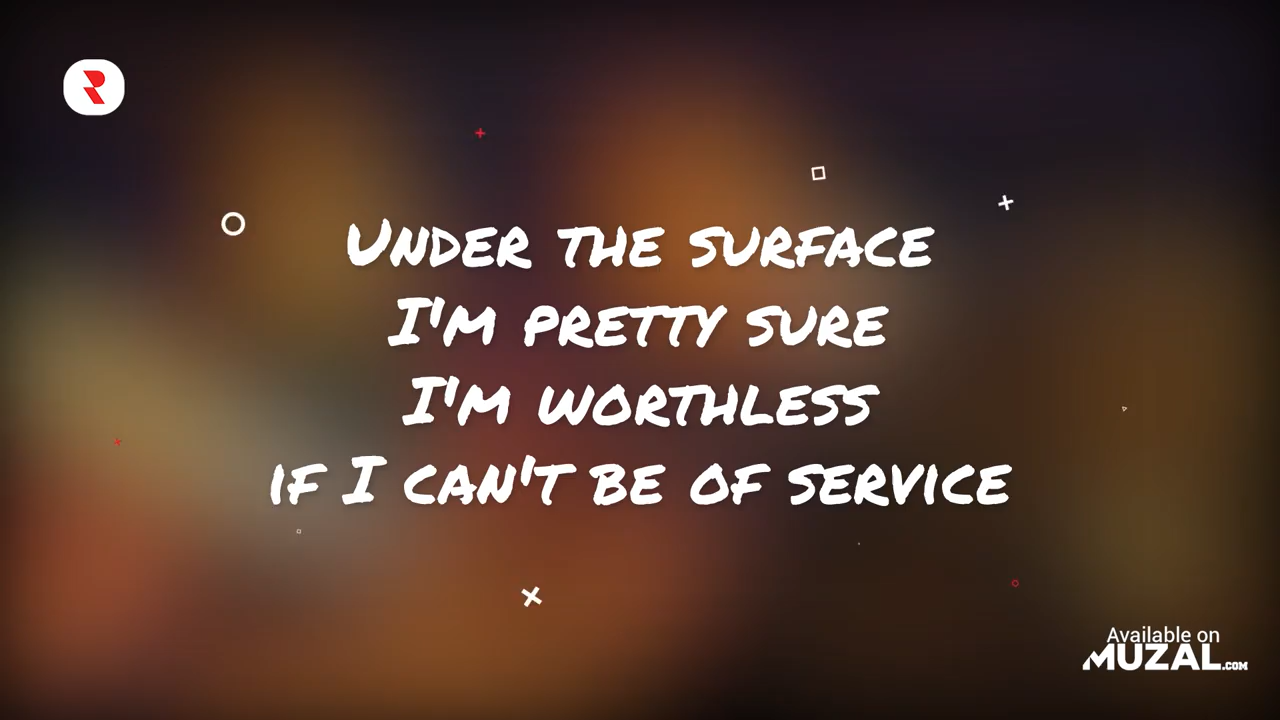 Under the surface
I'm pretty sure
I'm worthless
if I can't be of service
Available on
MUZAL.COM